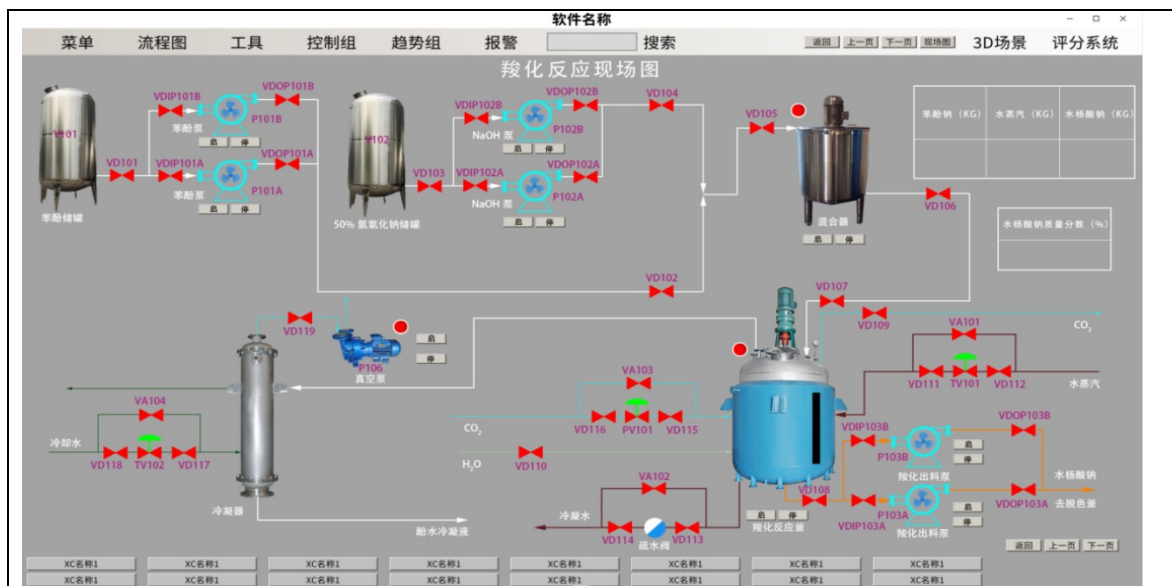 软件名称
菜单 流程图 工具 控制组 趋势组 报警 搜索 返回 上一页 下一页 现场图 3D场景 评分系统
羧化反应现场图
VDIP101B VDOP101B
P101B
苯酚泵
启 停
V101
VD101 VDIP101A VDOP101A
P101A
苯酚泵
启 停
苯酚储罐
VDIP102B VDOP102B VD104
P102B
NaOH 泵
启 停
V102
VD103 VDIP102A VDOP102A
P102A
NaOH 泵
启 停
50% 氢氧化钠储罐
VD105
混合器
启 停
VD106
苯酚钠（KG） 水蒸汽（KG） 水杨酸钠（KG）
水杨酸钠质量分数（%）
VD102
VD107
VD109
CO₂
VD119
P106
真空泵
启
停
VA101
VD111 TV101 VD112
水蒸汽
VA104
冷却水
VD118 TV102 VD117
冷凝器
酚水冷凝液
VA103
CO₂
VD116 PV101 VD115
H₂O
VD110
VA102
冷凝水
VD114 VD113
疏水阀
启 停
羧化反应釜
VD108
VDIP103B VDOP103B
P103B
启
停
羧化出料泵
水杨酸钠
去脱色釜
VDIP103A VDOP103A
P103A
启
停
羧化出料泵
返回 上一页 下一页
XC名称1 XC名称1 XC名称1 XC名称1 XC名称1 XC名称1 XC名称1 XC名称1
XC名称1 XC名称1 XC名称1 XC名称1 XC名称1 XC名称1 XC名称1 XC名称1